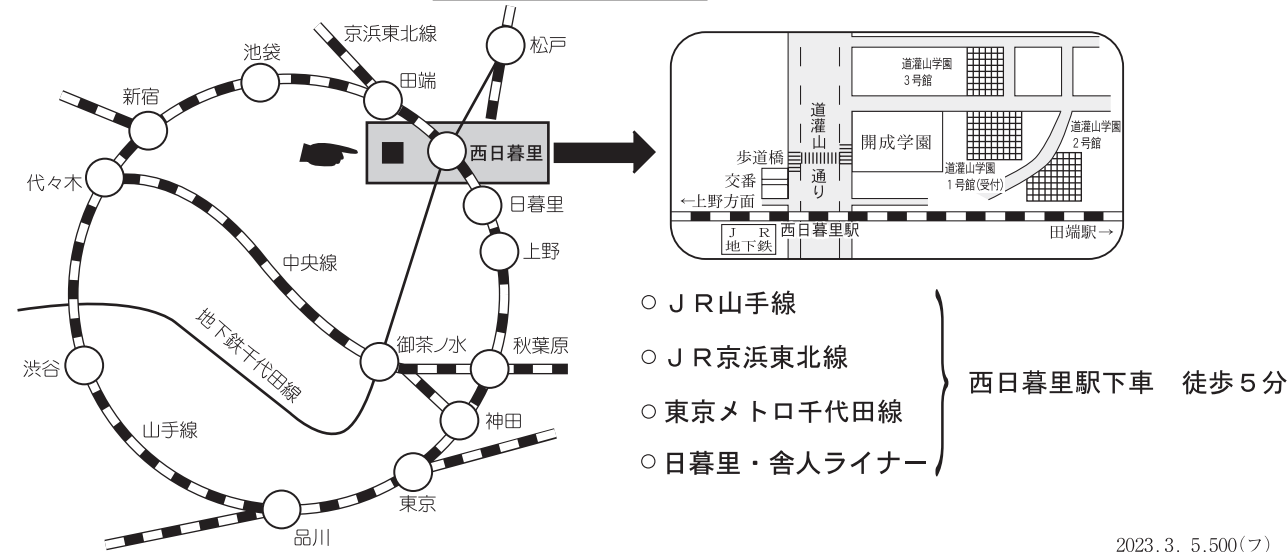 京浜東北線
松戸
池袋
田端
新宿
西日暮里
代々木
日暮里
上野
中央線
地下鉄千代田線
御茶ノ水
秋葉原
渋谷
神田
山手線
東京
品川
道灌山学園
3号館
道灌山通り
開成学園
道灌山学園
2号館
歩道橋
道灌山学園
1号館(受付)
交番
←上野方面
JR
地下鉄
西日暮里駅
田端駅→
○ ＪＲ山手線
○ ＪＲ京浜東北線
○ 東京メトロ千代田線
○ 日暮里・舎人ライナー
西日暮里駅下車　徒歩５分
2023.3. 5.500(フ)